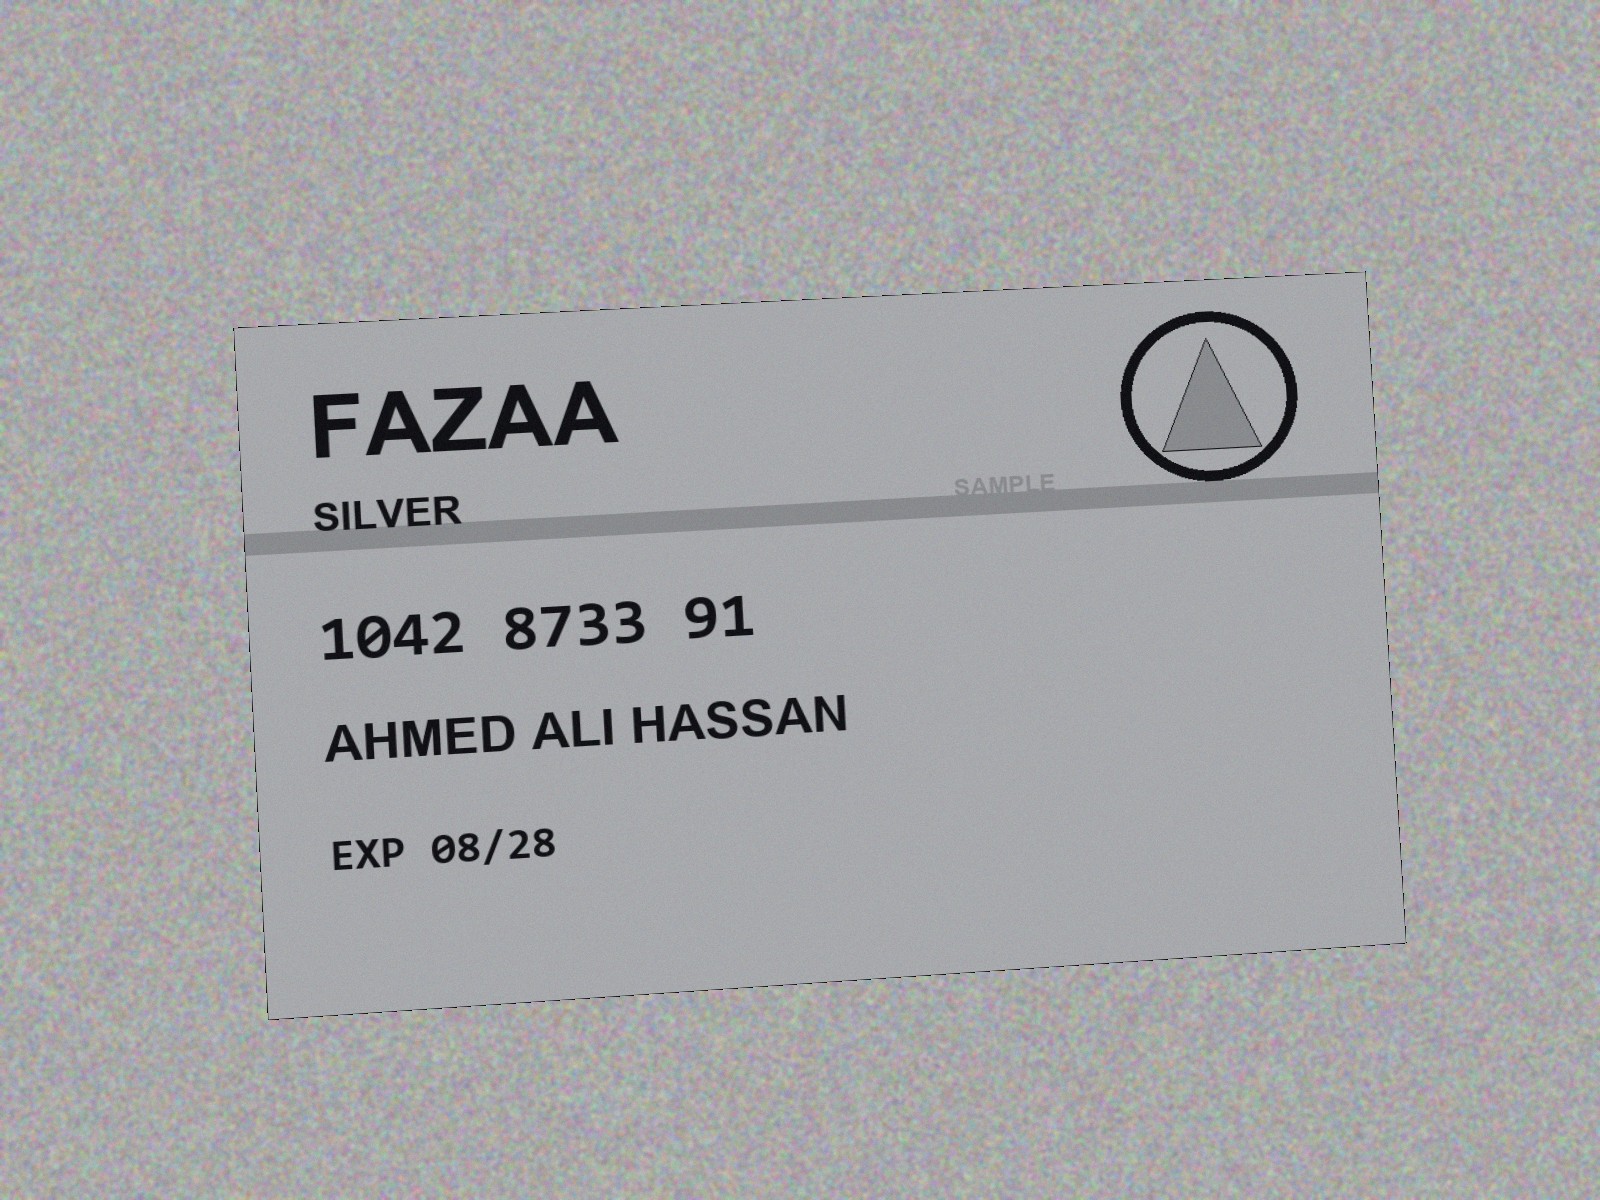 FAZAA
SILVER
SAMPLE
1042 8733 91
AHMED ALI HASSAN
EXP 08/28